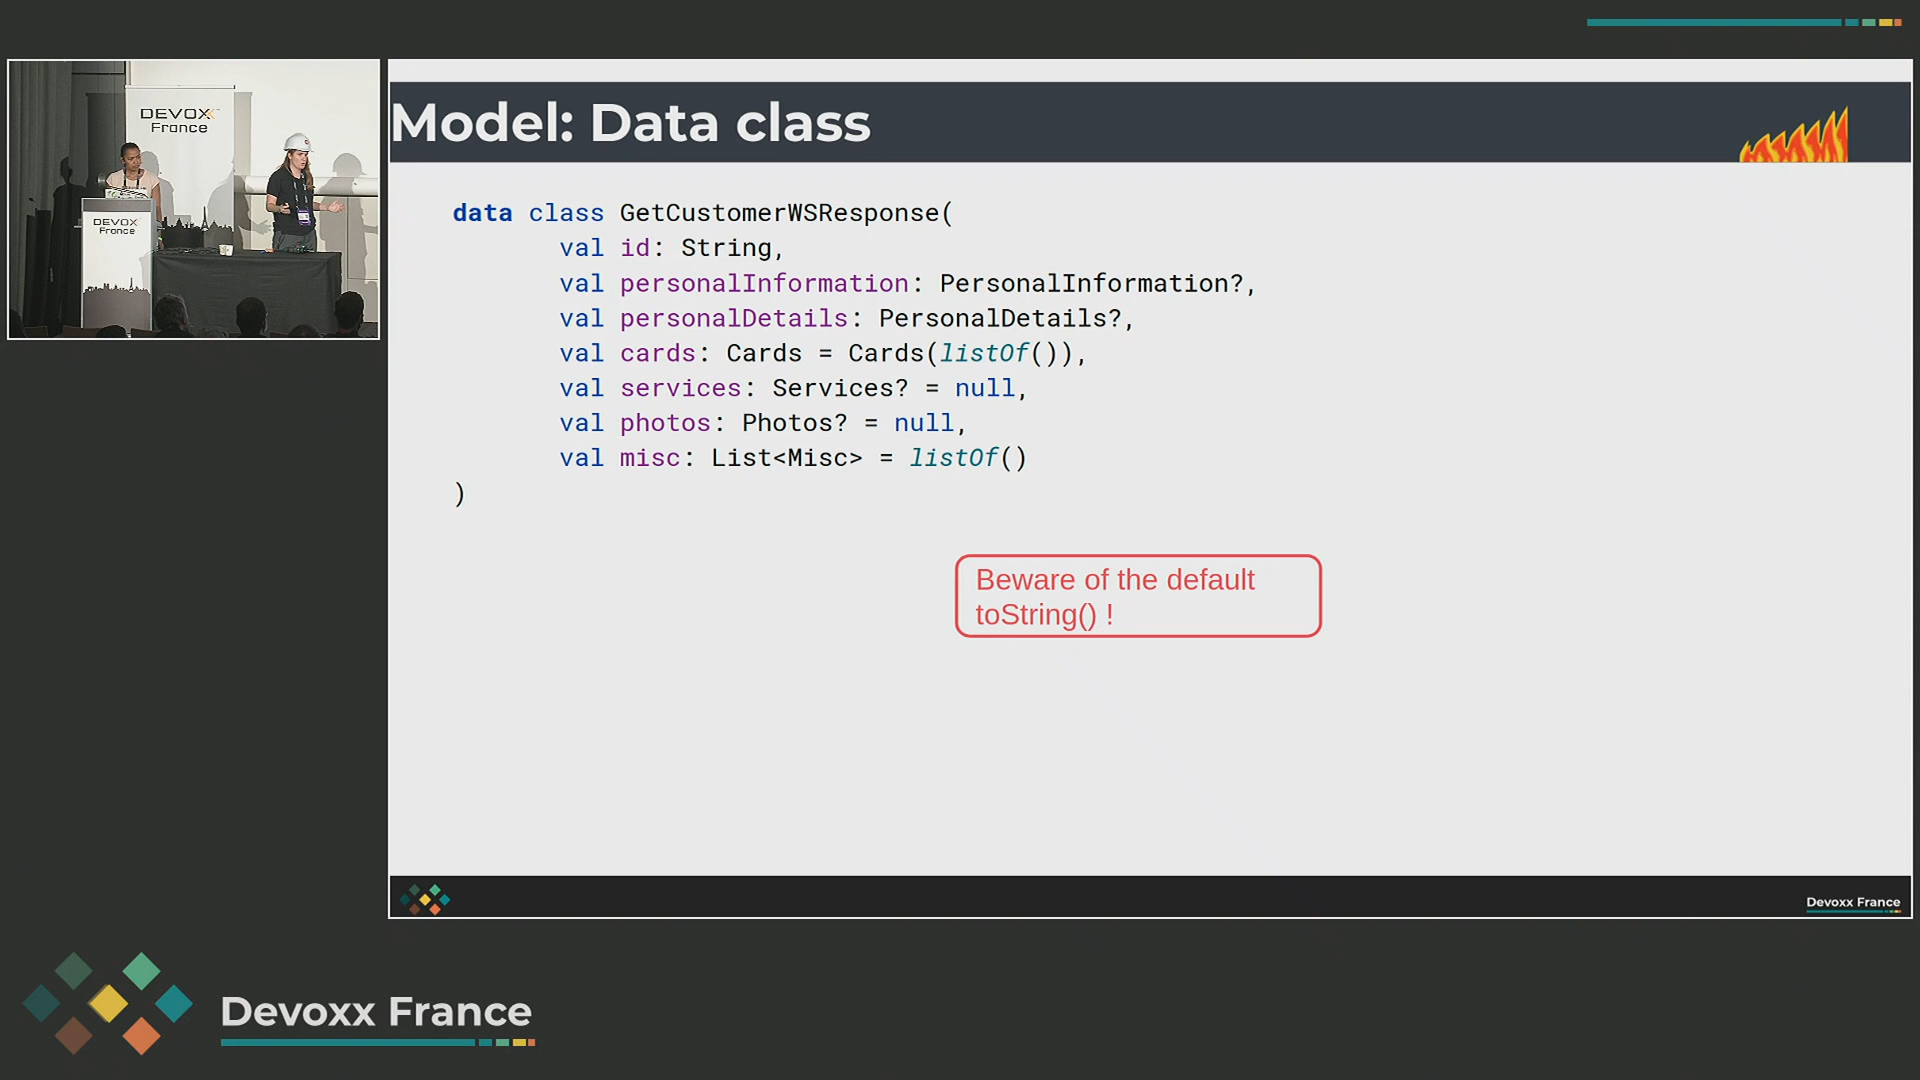 DEVOXX
France
DEVOXX
France
Model: Data class
data class GetCustomerWSResponse(
val id: String,
val personalInformation: PersonalInformation?,
val personalDetails: PersonalDetails?,
val cards: Cards = Cards(listOf()),
val services: Services? = null,
val photos: Photos? = null,
val misc: List<Misc> = listOf()
)
Beware of the default
toString() !
Devoxx France
Devoxx France